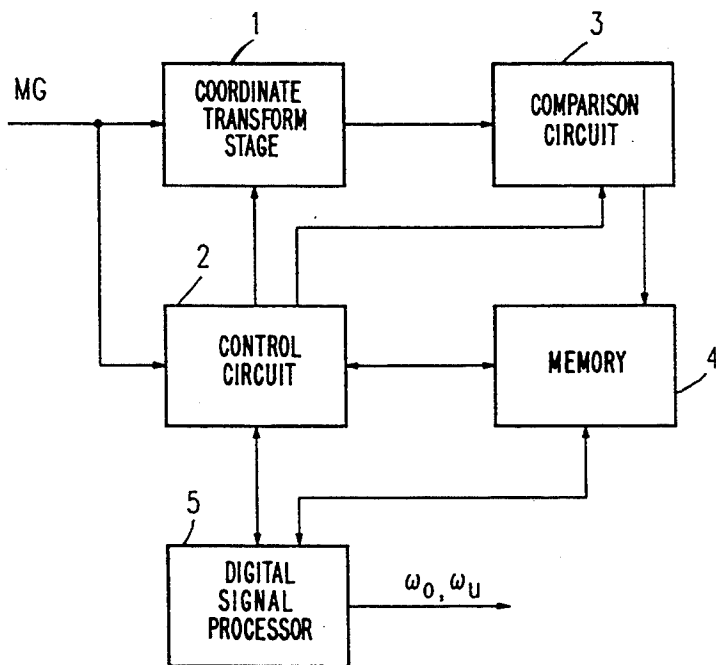 1
3
MG
COORDINATE
TRANSFORM
STAGE
COMPARISON
CIRCUIT
2
CONTROL
CIRCUIT
MEMORY
4
5
DIGITAL
SIGNAL
PROCESSOR
ω₀, ωᵤ